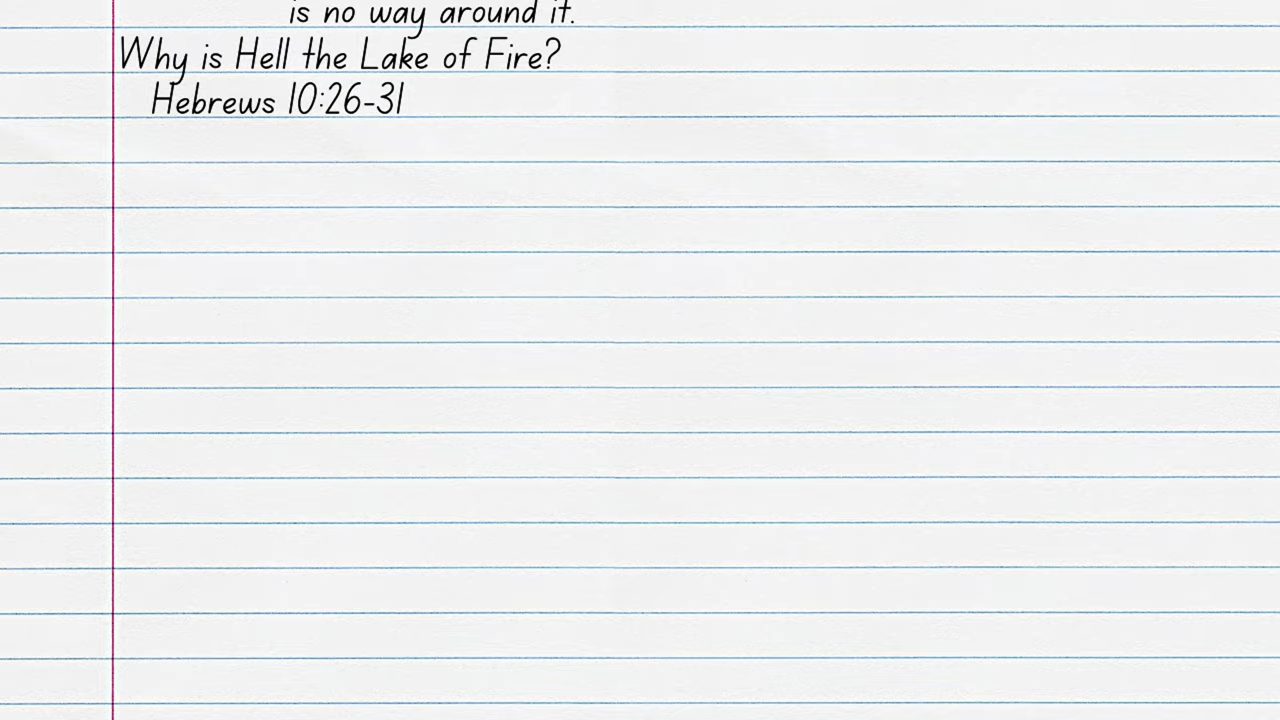 is no way around it.
Why is Hell the Lake of Fire?
Hebrews 10:26-31